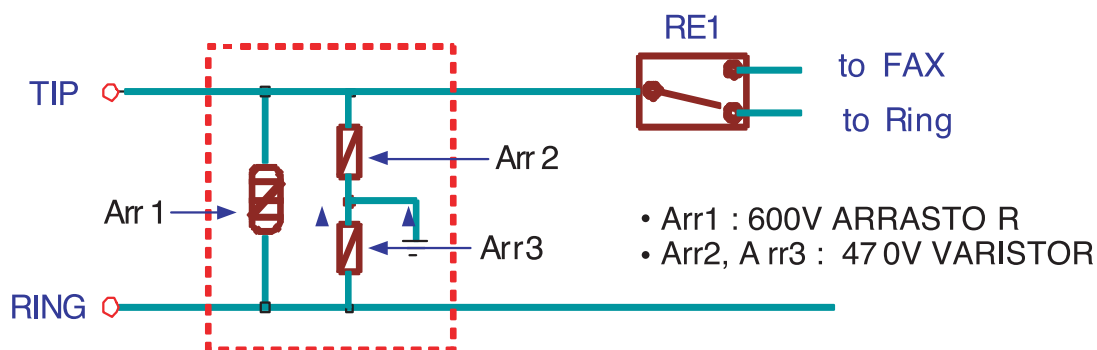 RE1
TIP
to FAX
to Ring
Arr 2
Arr 1
Arr3
• Arr1 : 600V ARRASTO R
• Arr2, A rr3 : 47 0V VARISTOR
RING